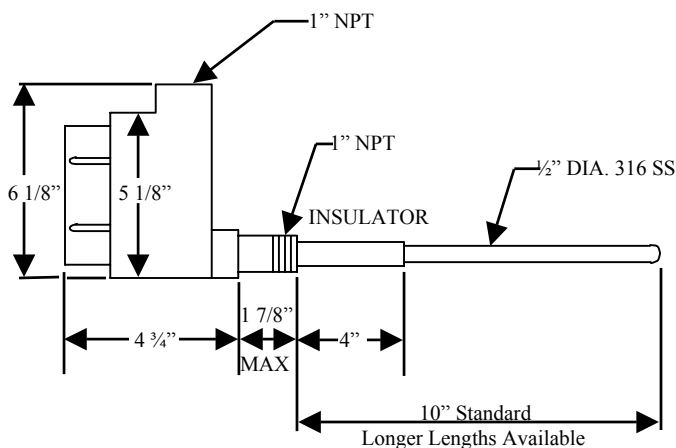 1” NPT
1” NPT
6 1/8”
5 1/8”
½” DIA. 316 SS
INSULATOR
1 7/8”
4 ¾”
4”
MAX
10” Standard
Longer Lengths Available